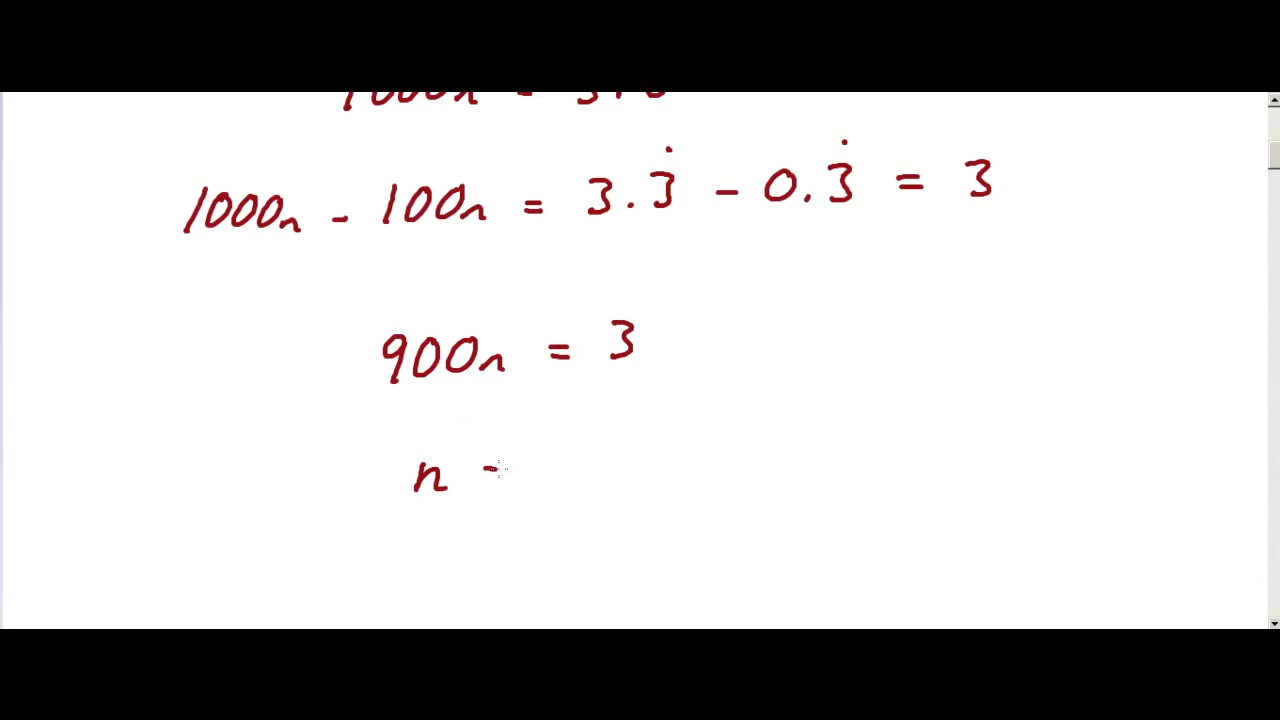 1000n - 100n = 3.3̇ - 0.3̇ = 3
900n = 3
n -